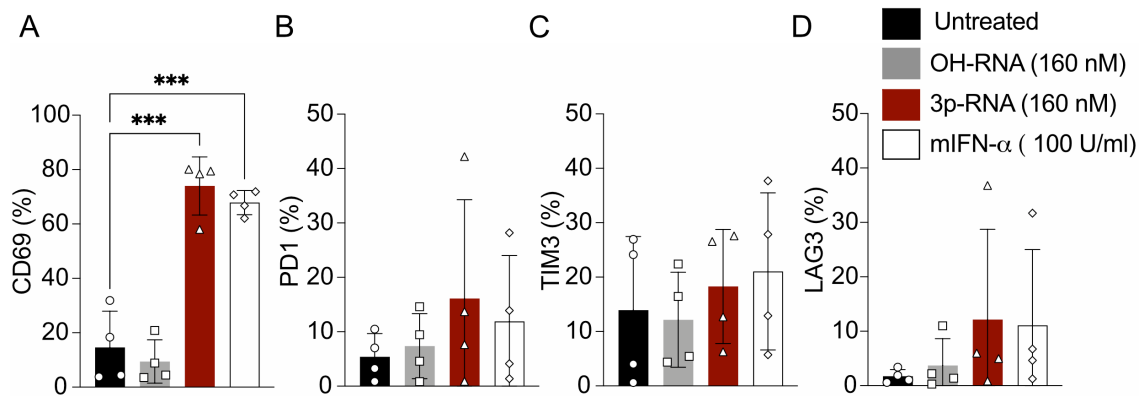 A
B
C
D
Untreated
OH-RNA (160 nM)
3p-RNA (160 nM)
mIFN-α ( 100 U/ml)
***
***
CD69 (%)
100
80
60
40
20
0
PD1 (%)
50
40
30
20
10
0
TIM3 (%)
50
40
30
20
10
0
LAG3 (%)
50
40
30
20
10
0